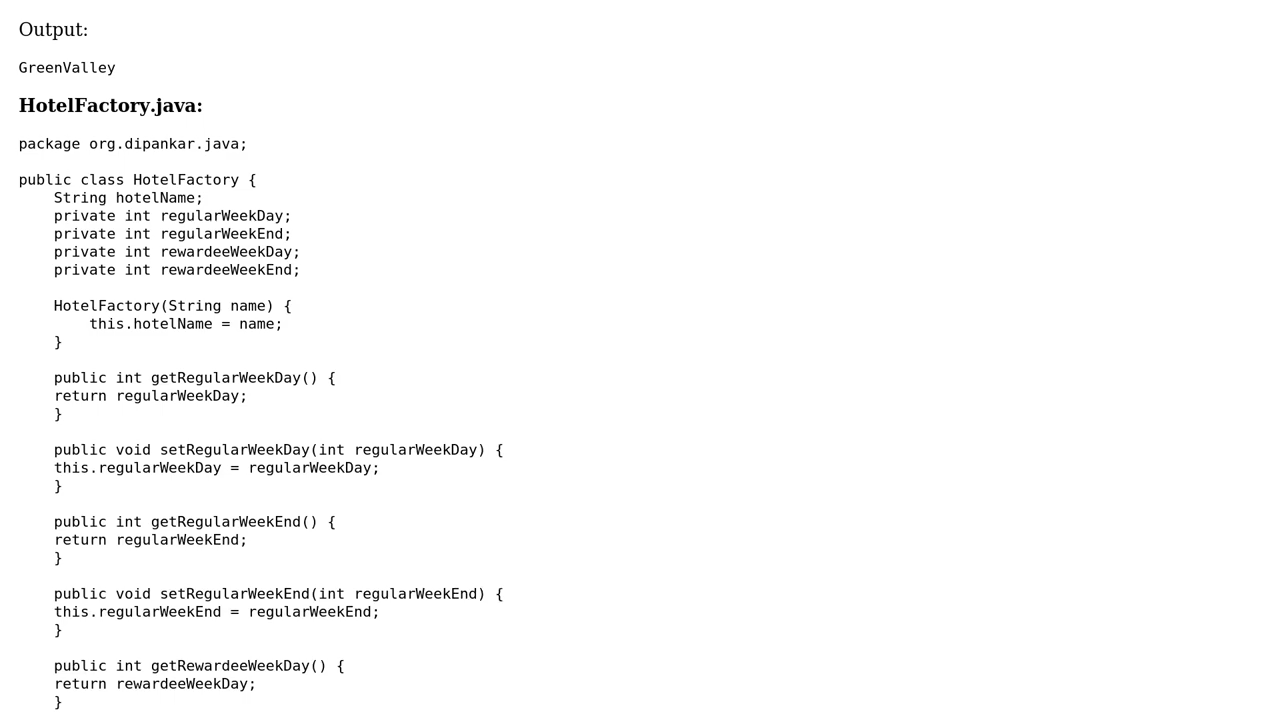 Output:
GreenValley
HotelFactory.java:
package org.dipankar.java;
public class HotelFactory {
    String hotelName;
    private int regularWeekDay;
    private int regularWeekEnd;
    private int rewardeeWeekDay;
    private int rewardeeWeekEnd;
    HotelFactory(String name) {
        this.hotelName = name;
    }
    public int getRegularWeekDay() {
    return regularWeekDay;
    }
    public void setRegularWeekDay(int regularWeekDay) {
    this.regularWeekDay = regularWeekDay;
    }
    public int getRegularWeekEnd() {
    return regularWeekEnd;
    }
    public void setRegularWeekEnd(int regularWeekEnd) {
    this.regularWeekEnd = regularWeekEnd;
    }
    public int getRewardeeWeekDay() {
    return rewardeeWeekDay;
    }